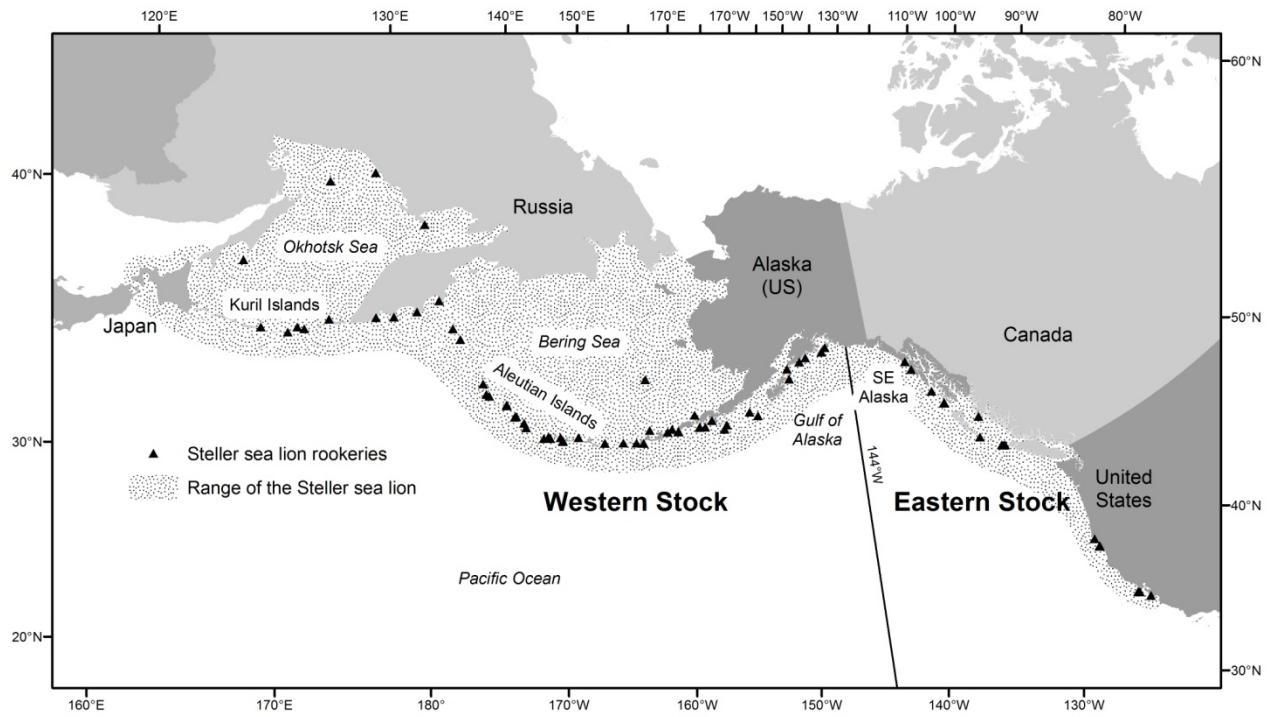 120°E 130°E 140°E 150°E 170°E 170°W 150°W 130°W 110°W 100°W 90°W 80°W
60°N
40°N
Russia
Okhotsk Sea
Alaska
(US)
Kuril Islands
50°N
Japan
Canada
Bering Sea
Aleutian Islands
SE
Alaska
Gulf of
Alaska
30°N
Steller sea lion rookeries
Range of the Steller sea lion
144°W
United
States
Western Stock
Eastern Stock
40°N
Pacific Ocean
20°N
30°N
160°E 170°E 180° 170°W 160°W 150°W 140°W 130°W